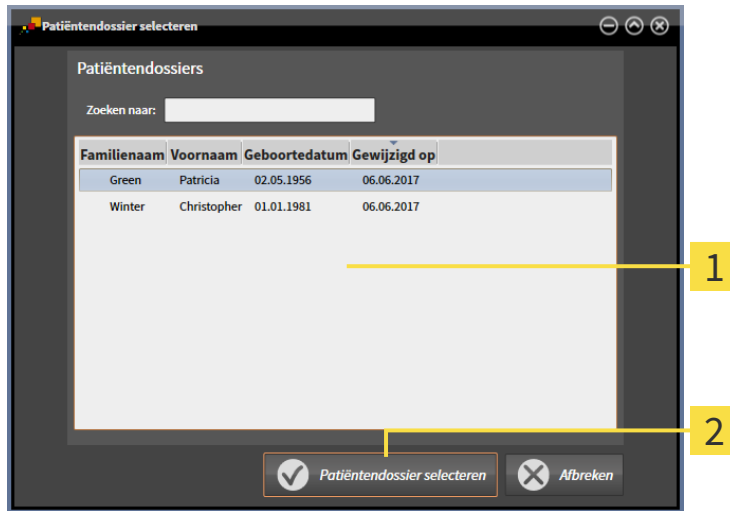 Patiëntendossier selecteren
Patiëntendossiers
Zoeken naar:
Familienaam Voornaam Geboortedatum Gewijzigd op
Green Patricia 02.05.1956 06.06.2017
Winter Christopher 01.01.1981 06.06.2017
1
2
Patiëntendossier selecteren Afbreken